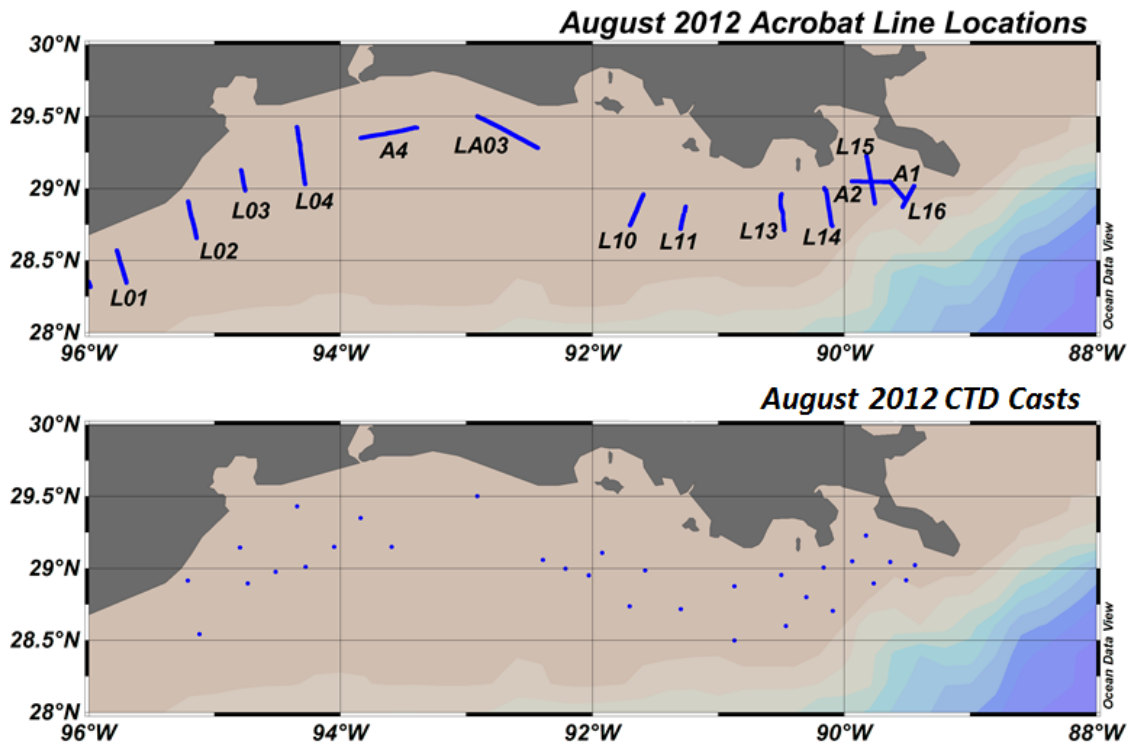 August 2012 Acrobat Line Locations
30°N
29.5°N
29°N
28.5°N
28°N
96°W
94°W
92°W
90°W
88°W
L01
L02
L03
L04
A4
LA03
L10
L11
L13
L14
L15
A2
A1
L16
Ocean Data View
August 2012 CTD Casts
30°N
29.5°N
29°N
28.5°N
28°N
96°W
94°W
92°W
90°W
88°W
Ocean Data View